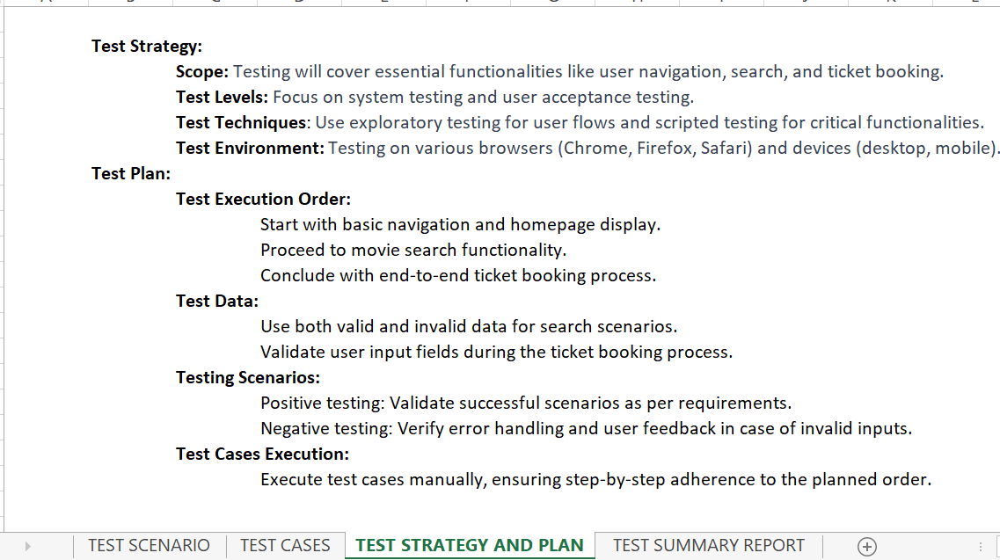 Test Strategy:
Scope: Testing will cover essential functionalities like user navigation, search, and ticket booking.
Test Levels: Focus on system testing and user acceptance testing.
Test Techniques: Use exploratory testing for user flows and scripted testing for critical functionalities.
Test Environment: Testing on various browsers (Chrome, Firefox, Safari) and devices (desktop, mobile).
Test Plan:
Test Execution Order:
Start with basic navigation and homepage display.
Proceed to movie search functionality.
Conclude with end-to-end ticket booking process.
Test Data:
Use both valid and invalid data for search scenarios.
Validate user input fields during the ticket booking process.
Testing Scenarios:
Positive testing: Validate successful scenarios as per requirements.
Negative testing: Verify error handling and user feedback in case of invalid inputs.
Test Cases Execution:
Execute test cases manually, ensuring step-by-step adherence to the planned order.
TEST SCENARIO TEST CASES TEST STRATEGY AND PLAN TEST SUMMARY REPORT